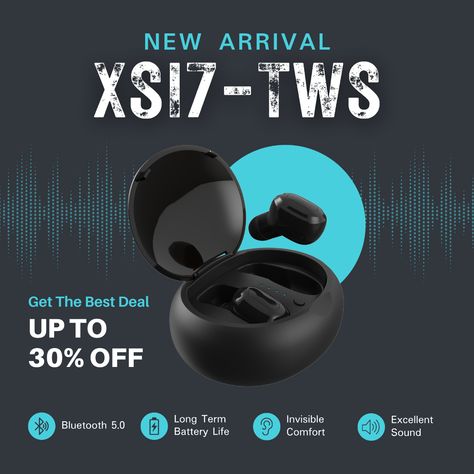 NEW ARRIVAL
XSI7-TWS
Get The Best Deal
UP TO
30% OFF
Bluetooth 5.0
Long Term
Battery Life
Invisible
Comfort
Excellent
Sound